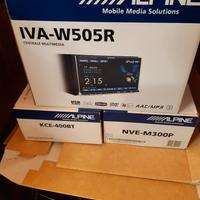 ALPINE
Mobile Media Solutions
IVA-W505R
CENTRALE MULTIMEDIA
2:15
AAC/MP3
ALPINE
KCE-400BT
ALPINE
NVE-M300P